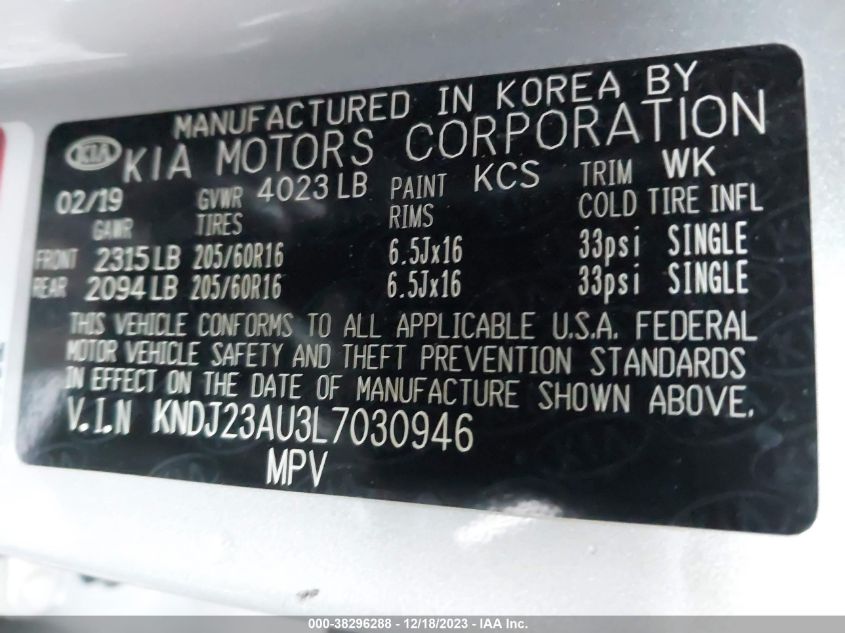 MANUFACTURED IN KOREA BY
KIA KIA MOTORS CORPORATION
02/19 GVWR 4023 LB PAINT KCS TRIM WK
GAWR TIRES RIMS COLD TIRE INFL
FRONT 2315 LB 205/60R16 6.5Jx16 33psi SINGLE
REAR 2094 LB 205/60R16 6.5Jx16 33psi SINGLE
THIS VEHICLE CONFORMS TO ALL APPLICABLE U.S.A. FEDERAL
MOTOR VEHICLE SAFETY AND THEFT PREVENTION STANDARDS
IN EFFECT ON THE DATE OF MANUFACTURE SHOWN ABOVE.
V.I.N KNDJ23AU3L7030946
MPV
000-38296288 - 12/18/2023 - IAA Inc.